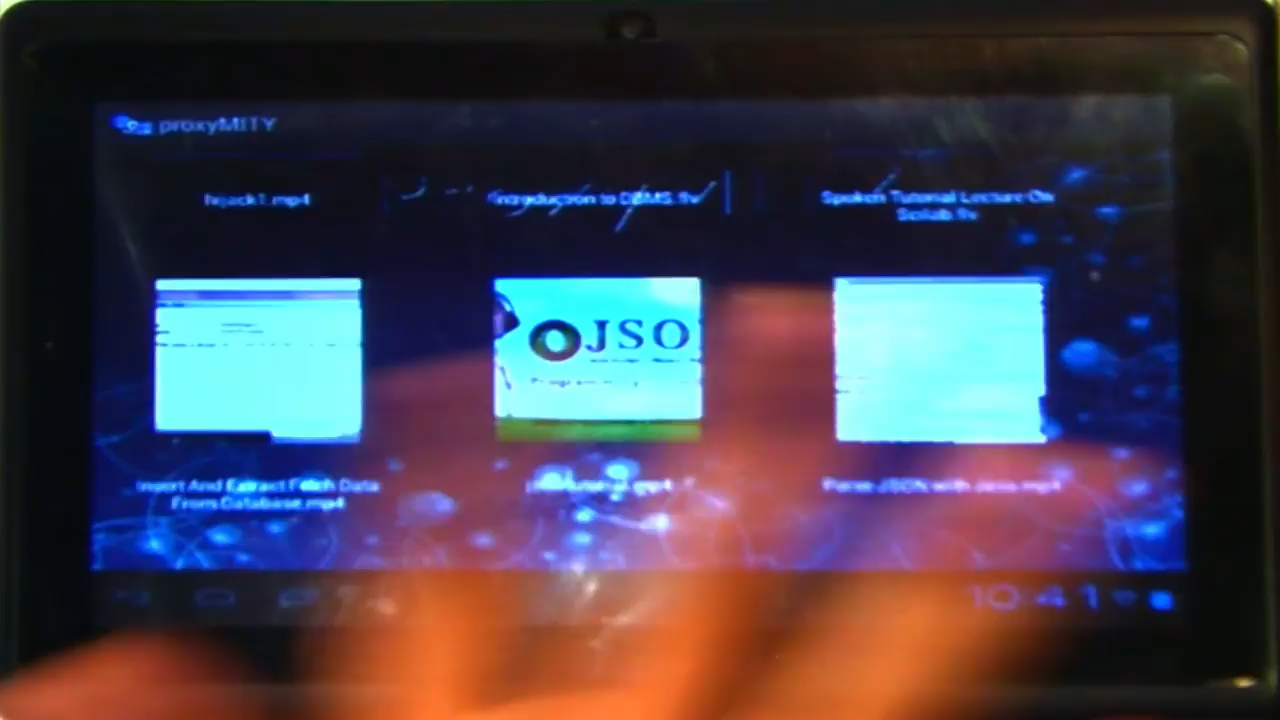 proxyMITY
hijack1.mp4
Introduction to DBMS.flv
Spoken Tutorial Lecture On
Scilab.flv
JSO
Insert And Extract Fetch Data
From Database.mp4
Parse JSON with Java.mp4
10:41